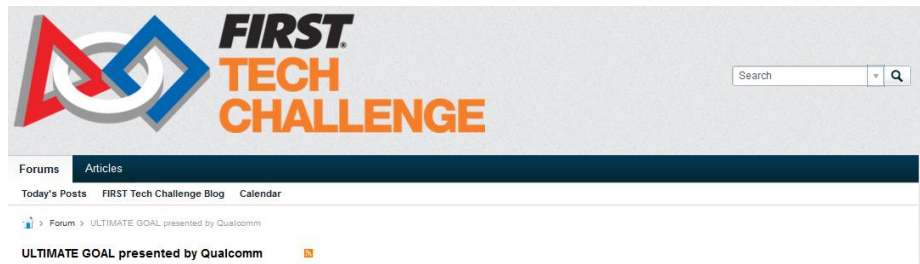 FIRST.
TECH
CHALLENGE
Search
Forums Articles
Today's Posts FIRST Tech Challenge Blog Calendar
> Forum > ULTIMATE GOAL presented by Qualcomm
ULTIMATE GOAL presented by Qualcomm